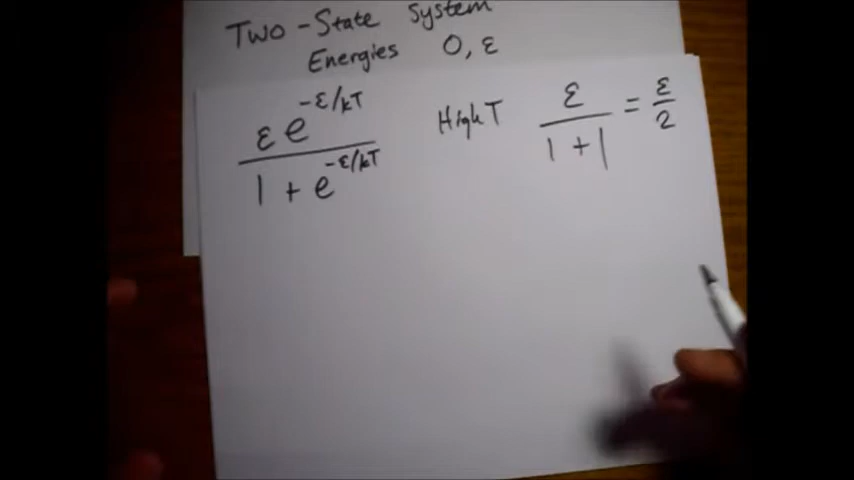 Two-State System
Energies 0, ε
ε e^(-ε/kT) / (1 + e^(-ε/kT))
High T ε / (1 + 1) = ε/2